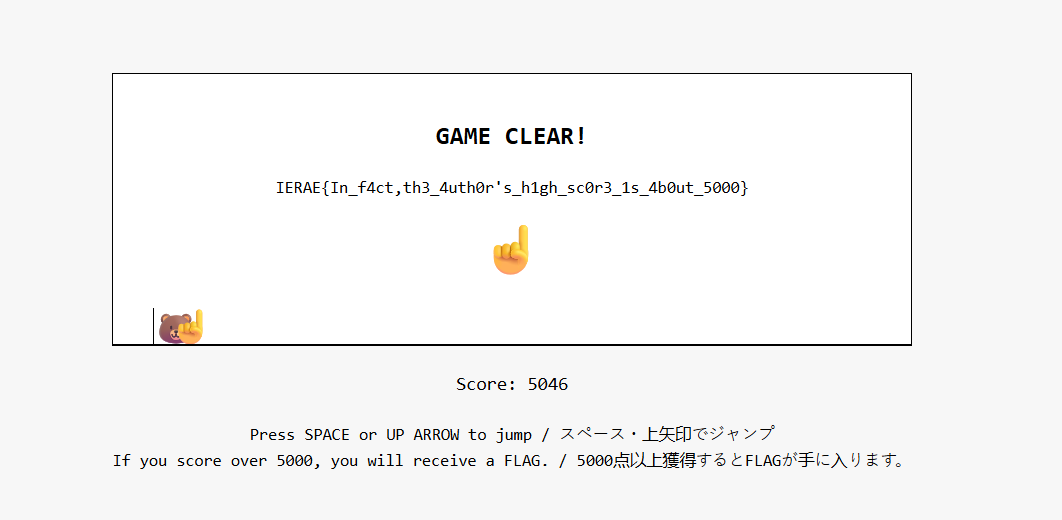 GAME CLEAR!
IERAE{In_f4ct,th3_4uth0r's_h1gh_sc0r3_1s_4b0ut_5000}
Score: 5046
Press SPACE or UP ARROW to jump / スペース・上矢印でジャンプ
If you score over 5000, you will receive a FLAG. / 5000点以上獲得するとFLAGが手に入ります。